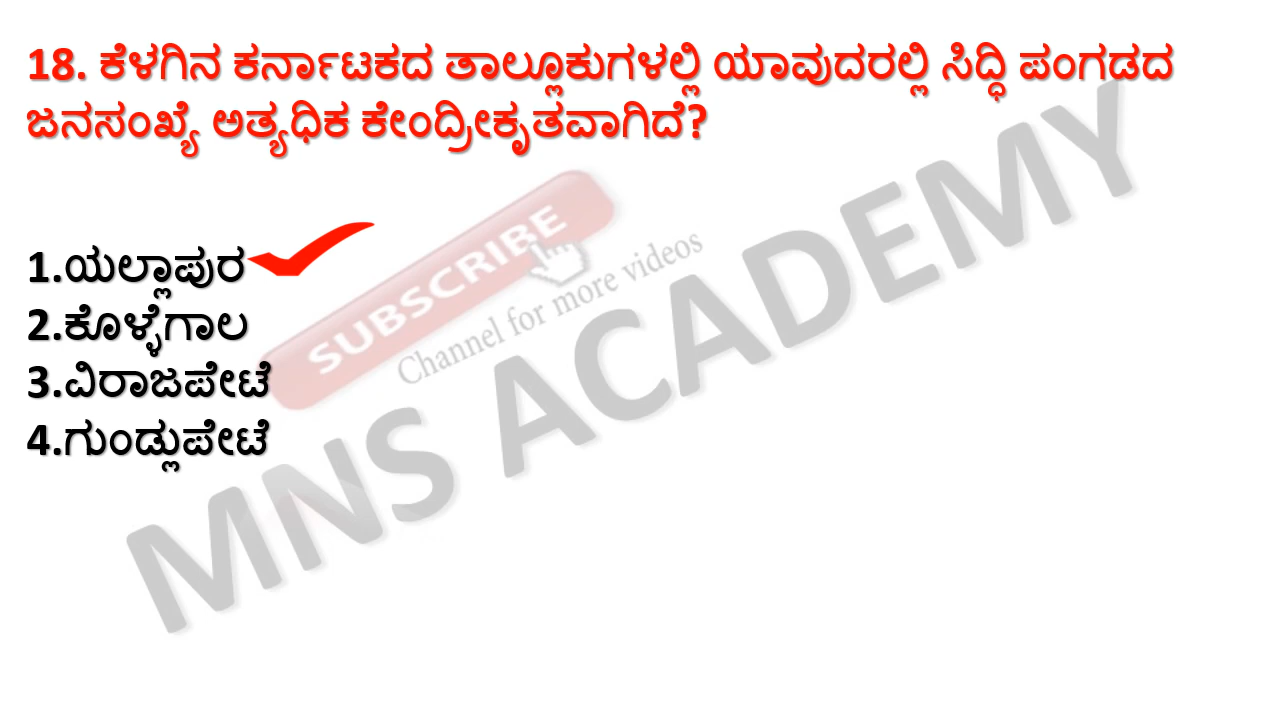 18. ಕೆಳಗಿನ ಕರ್ನಾಟಕದ ತಾಲ್ಲೂಕುಗಳಲ್ಲಿ ಯಾವುದರಲ್ಲಿ ಸಿದ್ಧಿ ಪಂಗಡದ
ಜನಸಂಖ್ಯೆ ಅತ್ಯಧಿಕ ಕೇಂದ್ರೀಕೃತವಾಗಿದೆ?
1.ಯಲ್ಲಾಪುರ
2.ಕೊಳ್ಳೆಗಾಲ
3.ವಿರಾಜಪೇಟೆ
4.ಗುಂಡ್ಲುಪೇಟೆ
SUBSCRIBE
Channel for more videos
MNS ACADEMY